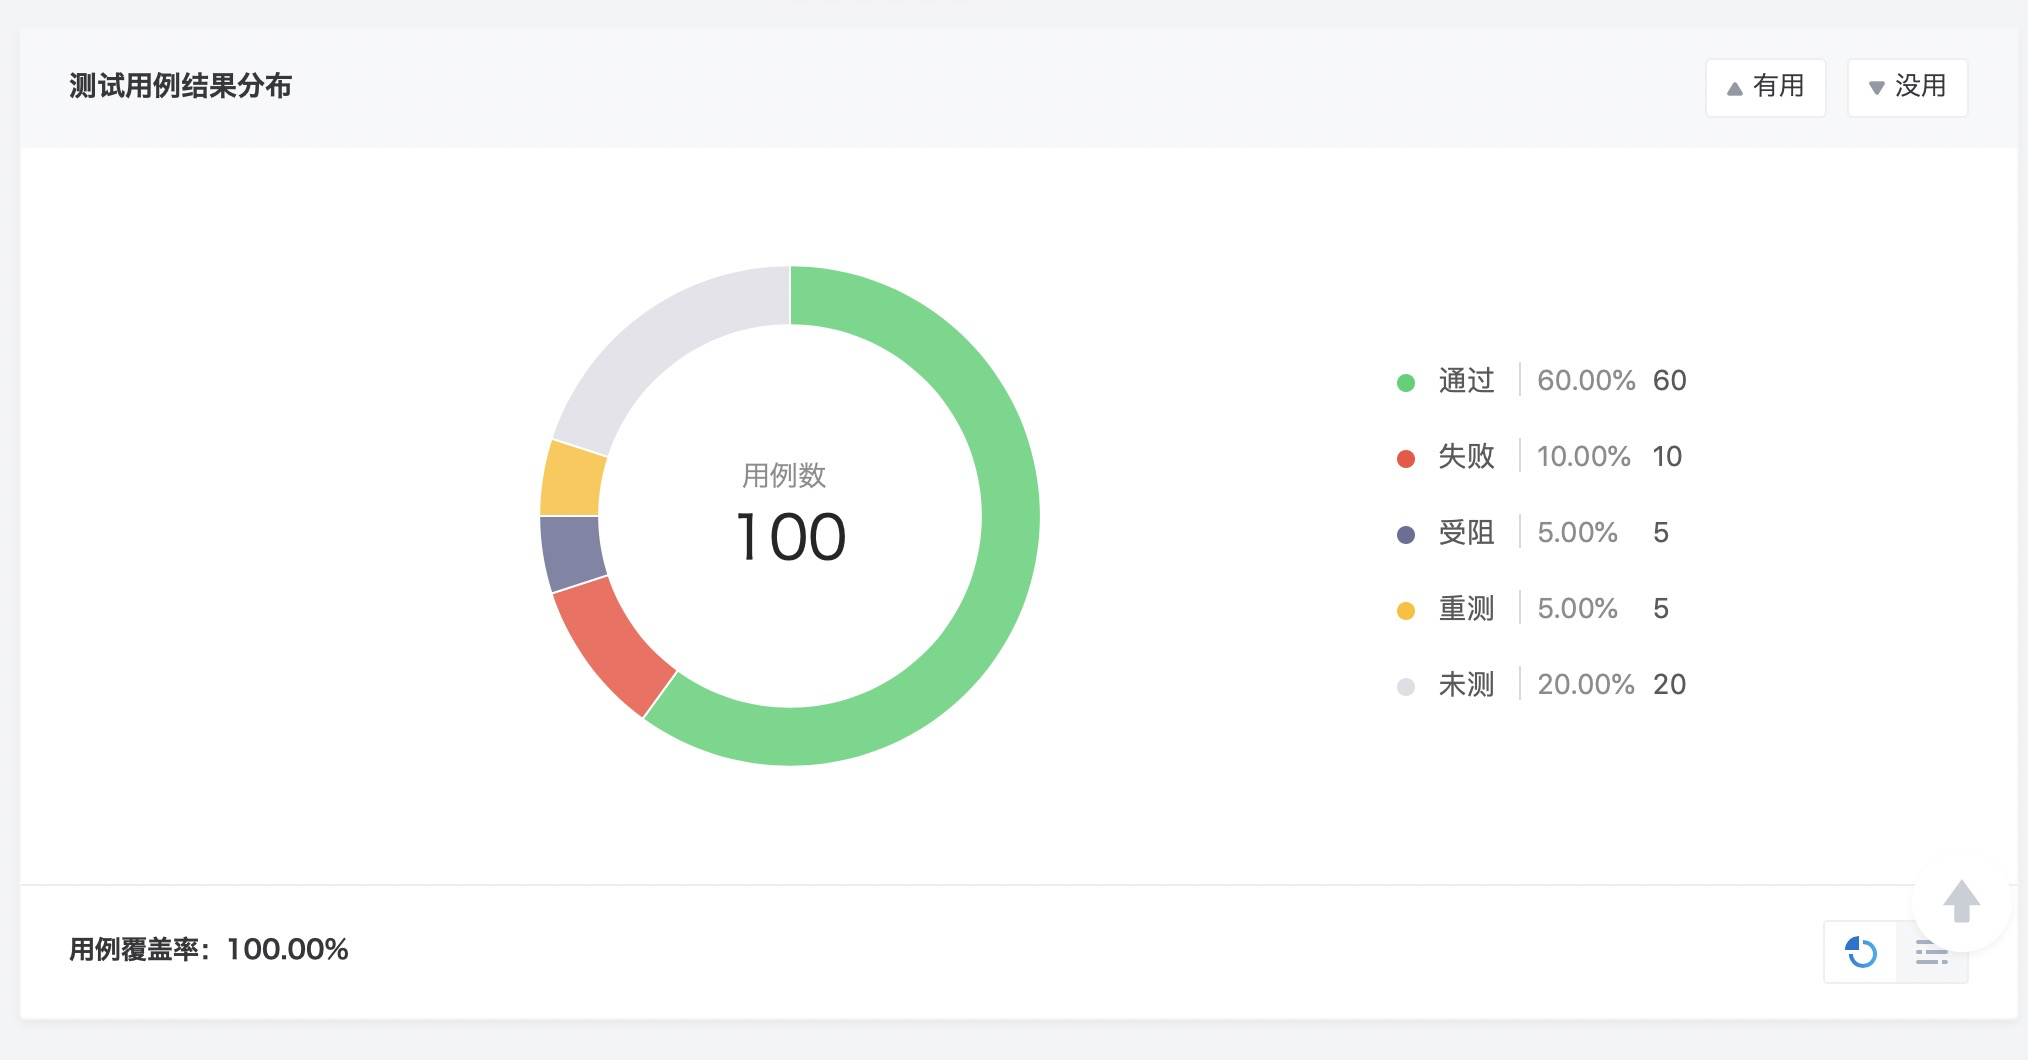 测试用例结果分布
有用
没用
用例数
100
通过 60.00% 60
失败 10.00% 10
受阻 5.00% 5
重测 5.00% 5
未测 20.00% 20
用例覆盖率：100.00%